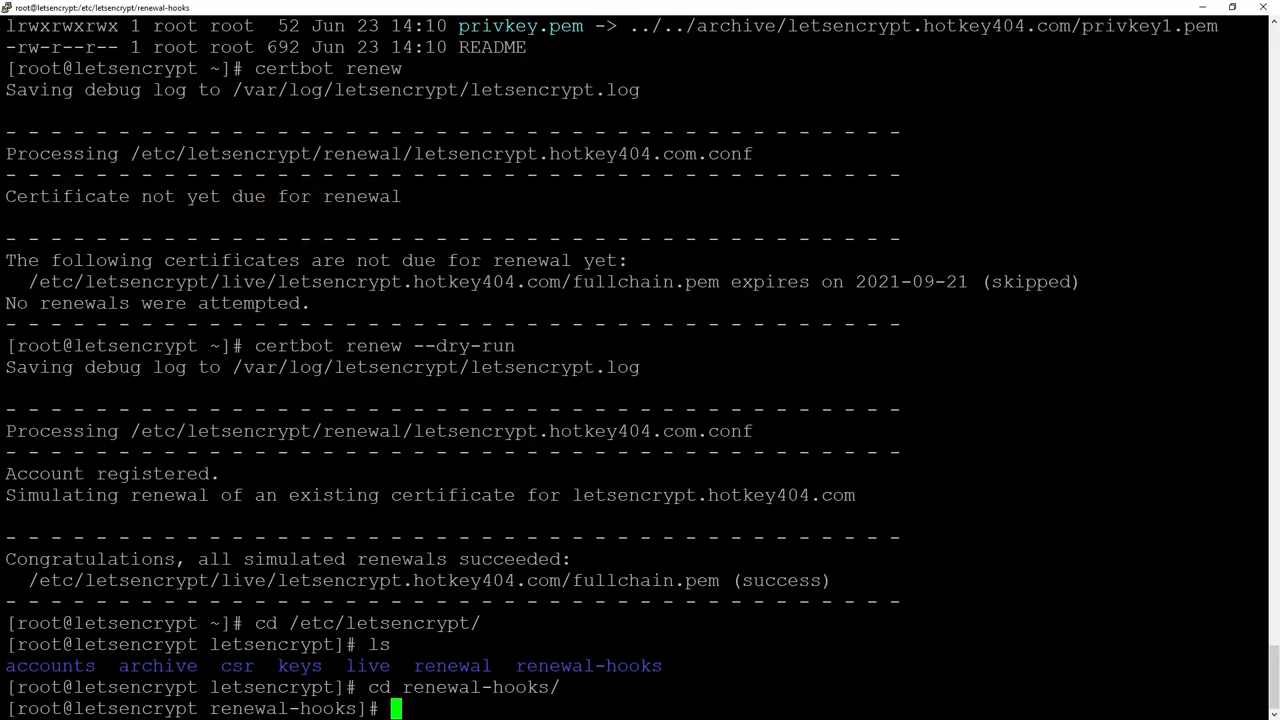 root@letsencrypt:/etc/letsencrypt/renewal-hooks
lrwxrwxrwx 1 root root  52 Jun 23 14:10 privkey.pem -> ../../archive/letsencrypt.hotkey404.com/privkey1.pem
-rw-r--r-- 1 root root 692 Jun 23 14:10 README
[root@letsencrypt ~]# certbot renew
Saving debug log to /var/log/letsencrypt/letsencrypt.log
- - - - - - - - - - - - - - - - - - - - - - - - - - - - - - - - - - - - - - - -
Processing /etc/letsencrypt/renewal/letsencrypt.hotkey404.com.conf
- - - - - - - - - - - - - - - - - - - - - - - - - - - - - - - - - - - - - - - -
Certificate not yet due for renewal
- - - - - - - - - - - - - - - - - - - - - - - - - - - - - - - - - - - - - - - -
The following certificates are not due for renewal yet:
  /etc/letsencrypt/live/letsencrypt.hotkey404.com/fullchain.pem expires on 2021-09-21 (skipped)
No renewals were attempted.
- - - - - - - - - - - - - - - - - - - - - - - - - - - - - - - - - - - - - - - -
[root@letsencrypt ~]# certbot renew --dry-run
Saving debug log to /var/log/letsencrypt/letsencrypt.log
- - - - - - - - - - - - - - - - - - - - - - - - - - - - - - - - - - - - - - - -
Processing /etc/letsencrypt/renewal/letsencrypt.hotkey404.com.conf
- - - - - - - - - - - - - - - - - - - - - - - - - - - - - - - - - - - - - - - -
Account registered.
Simulating renewal of an existing certificate for letsencrypt.hotkey404.com
- - - - - - - - - - - - - - - - - - - - - - - - - - - - - - - - - - - - - - - -
Congratulations, all simulated renewals succeeded:
  /etc/letsencrypt/live/letsencrypt.hotkey404.com/fullchain.pem (success)
- - - - - - - - - - - - - - - - - - - - - - - - - - - - - - - - - - - - - - - -
[root@letsencrypt ~]# cd /etc/letsencrypt/
[root@letsencrypt letsencrypt]# ls
accounts  archive  csr  keys  live  renewal  renewal-hooks
[root@letsencrypt letsencrypt]# cd renewal-hooks/
[root@letsencrypt renewal-hooks]#